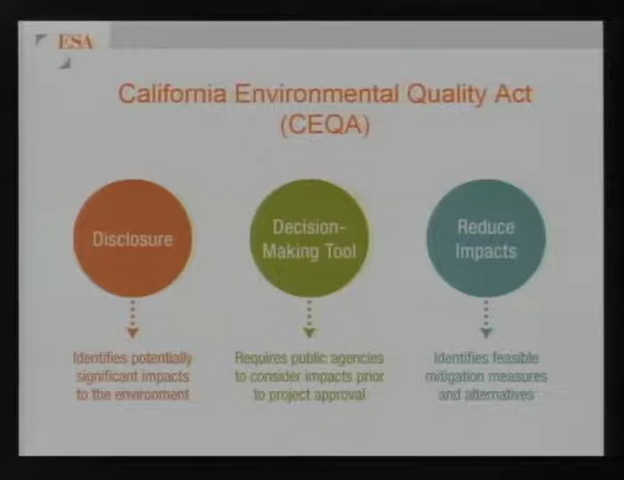 ESA
California Environmental Quality Act
(CEQA)
Disclosure
Decision-
Making Tool
Reduce
Impacts
Identifies potentially
significant impacts
to the environment
Requires public agencies
to consider impacts prior
to project approval
Identifies feasible
mitigation measures
and alternatives